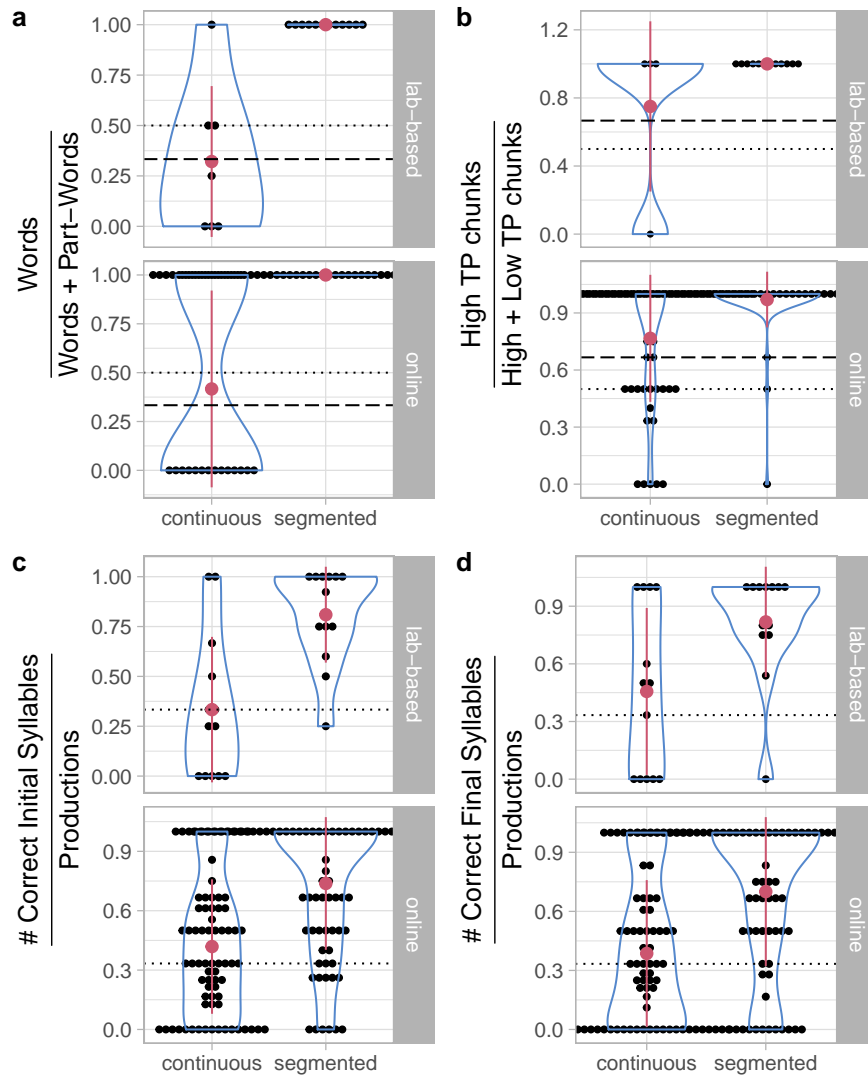 a
Words
Words + Part−Words
1.00
0.75
0.50
0.25
0.00
lab−based
1.00
0.75
0.50
0.25
0.00
online
continuous segmented
b
High TP chunks
High + Low TP chunks
1.2
0.9
0.6
0.3
0.0
lab−based
0.9
0.6
0.3
0.0
online
continuous segmented
c
# Correct Initial Syllables
Productions
1.00
0.75
0.50
0.25
0.00
lab−based
0.9
0.6
0.3
0.0
online
continuous segmented
d
# Correct Final Syllables
Productions
0.9
0.6
0.3
0.0
lab−based
0.9
0.6
0.3
0.0
online
continuous segmented